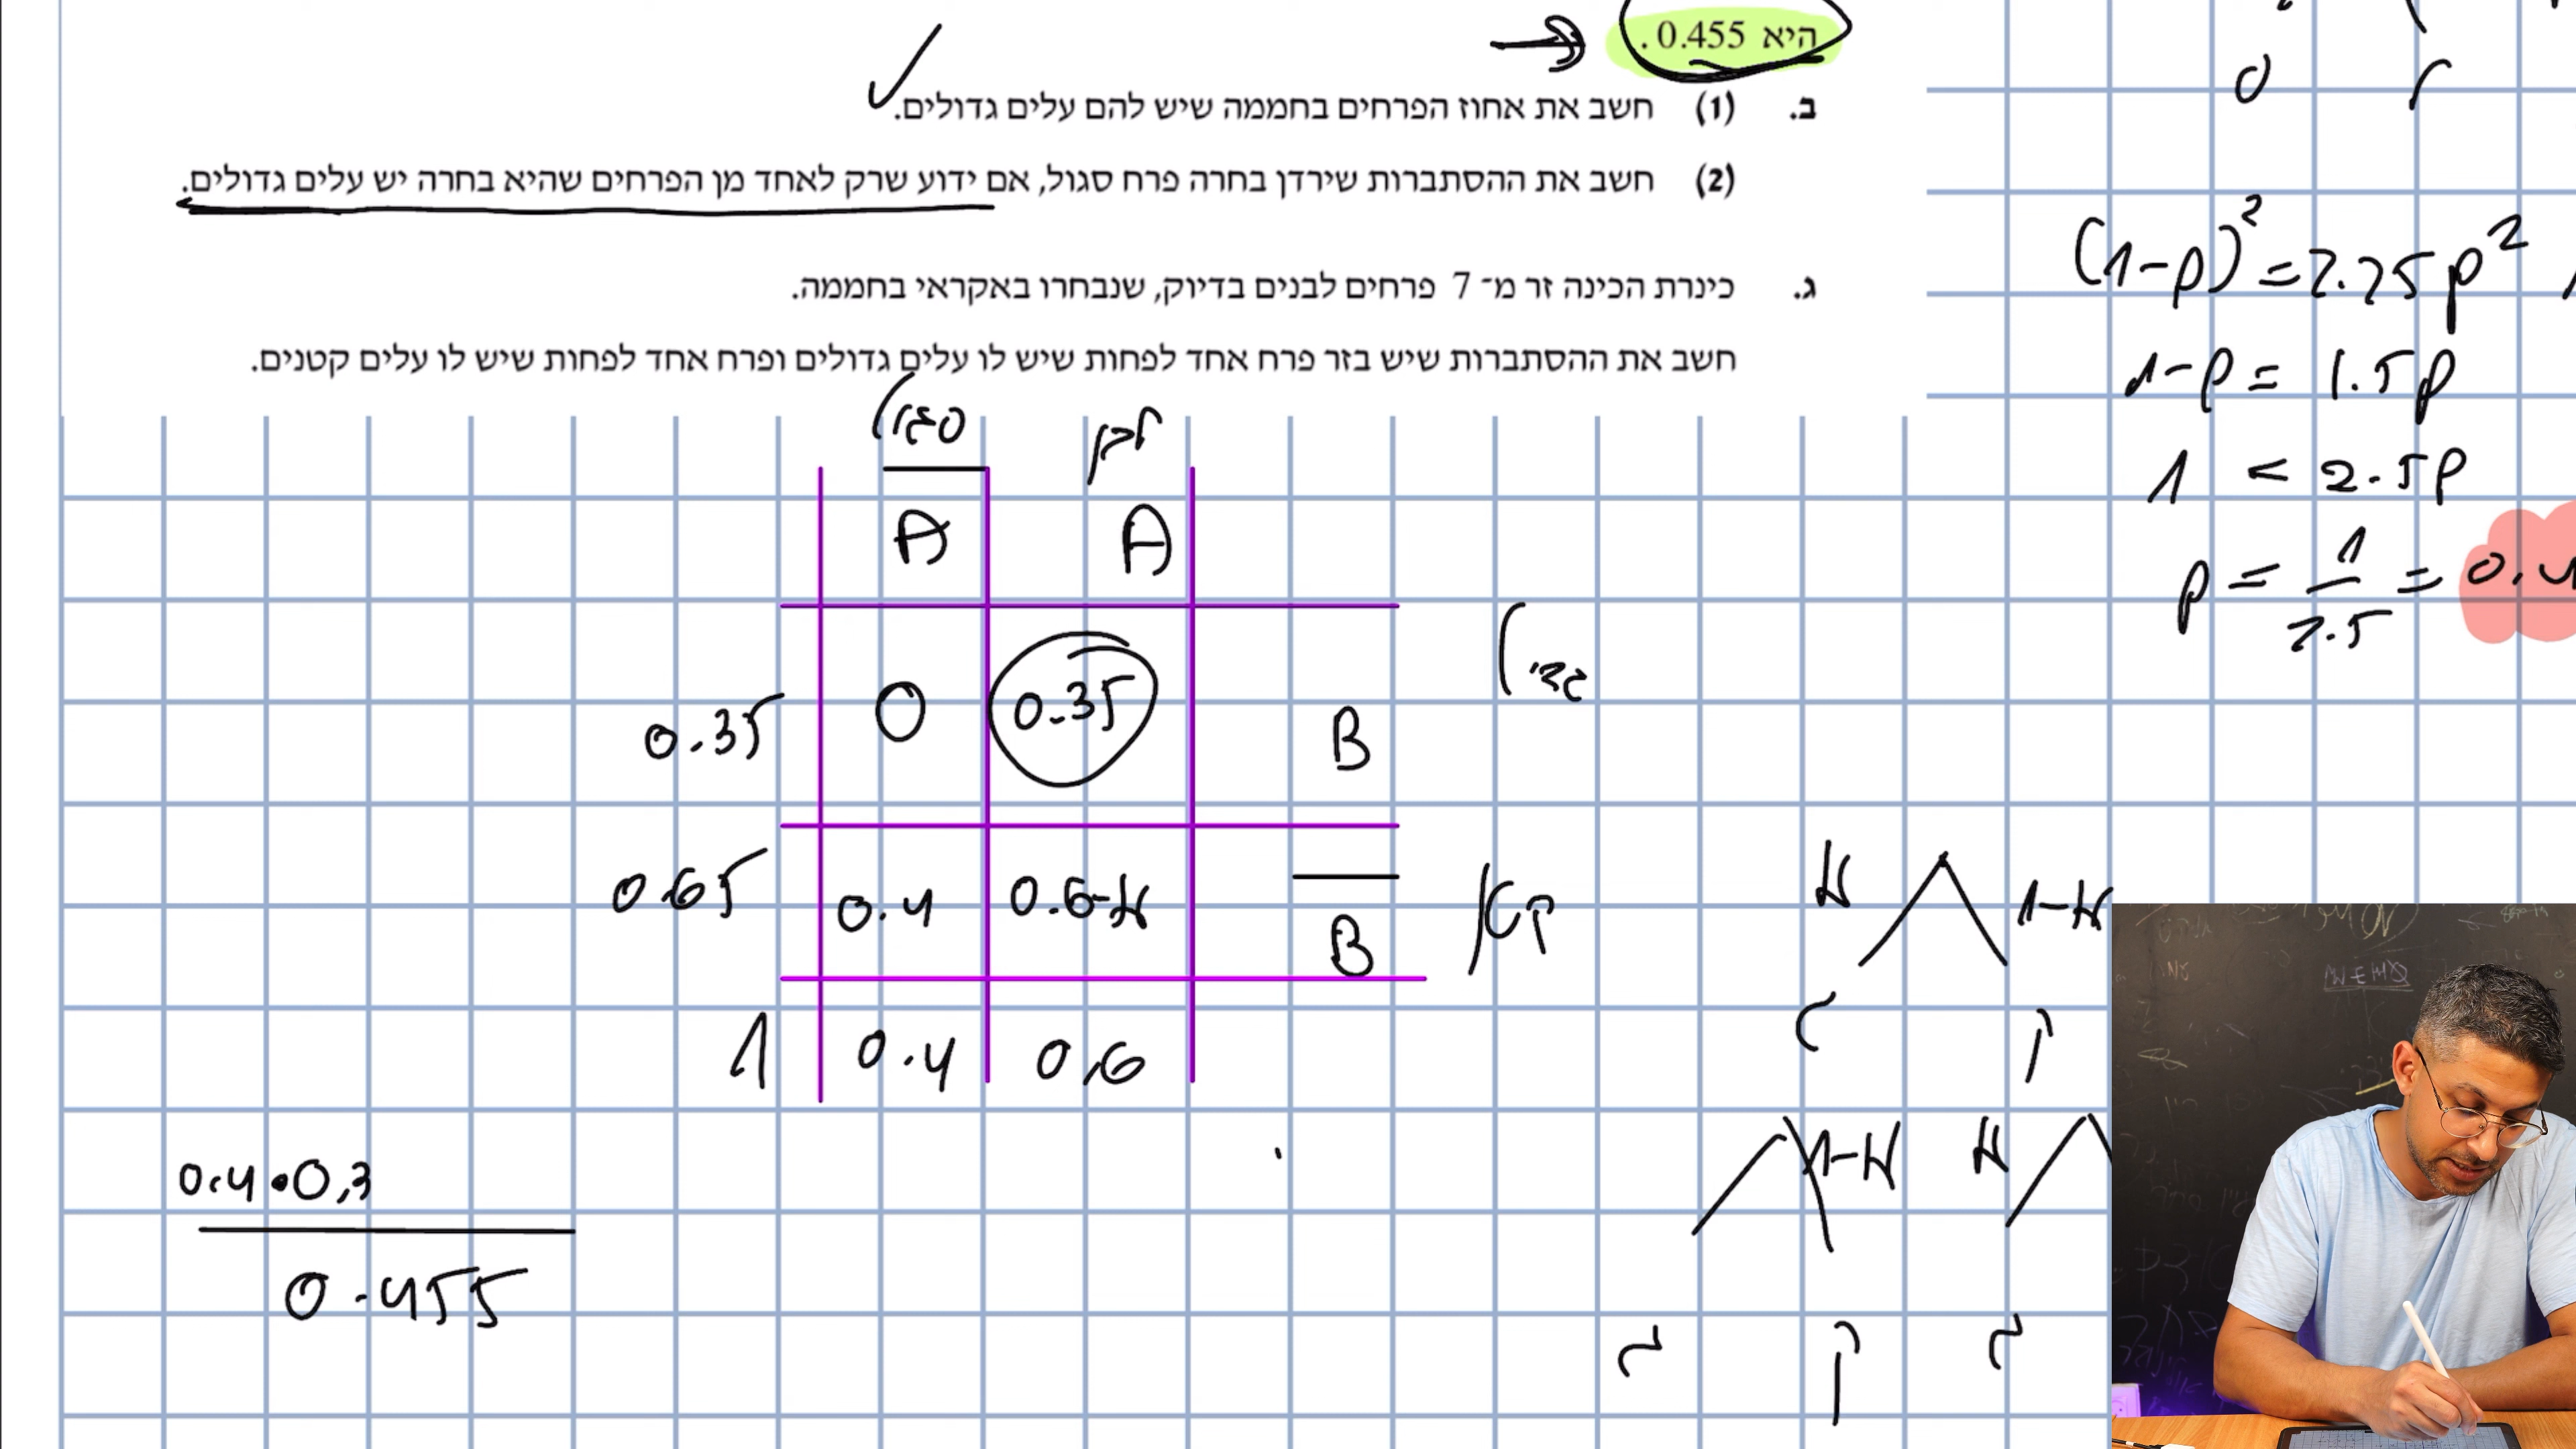 היא 0.455 .
ב. (1) חשב את אחוז הפרחים בחממה שיש להם עלים גדולים.
(2) חשב את ההסתברות שירדן בחרה פרח סגול, אם ידוע שרק לאחד מן הפרחים שהיא בחרה יש עלים גדולים.
ג. כינרת הכינה זר מ־ 7 פרחים לבנים בדיוק, שנבחרו באקראי בחממה.
חשב את ההסתברות שיש בזר פרח אחד לפחות שיש לו עלים גדולים ופרח אחד לפחות שיש לו עלים קטנים.
(1-p)² = 2.25p²
1-p = 1.5p
1 = 2.5p
p = 1/2.5 =
לבן סגול
A A
0.35 0 0.35 B
0.65 0.4 0.6-x B קטן
1 0.4 0.6
x 1-x
ג ק
1-x x
ג ק ג
0.4·0.3
0.455